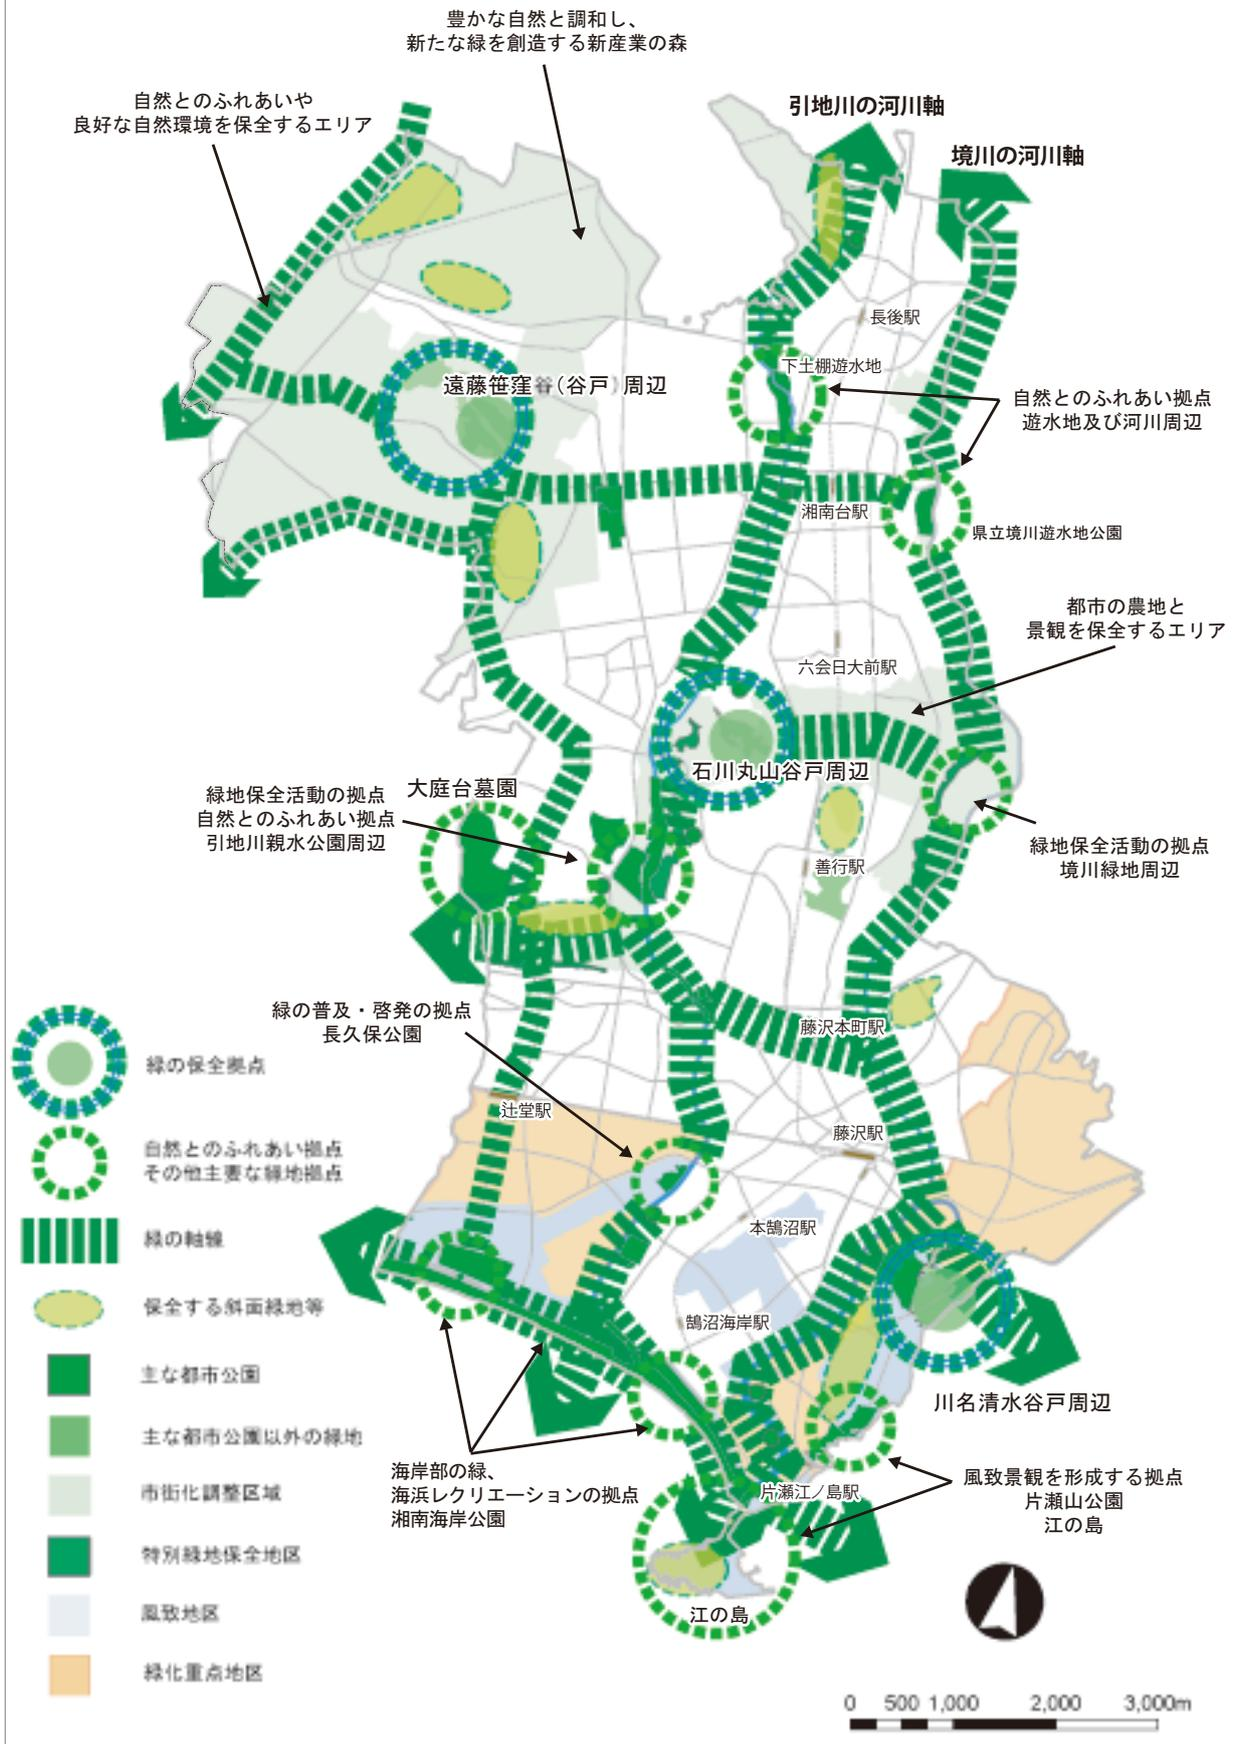 豊かな自然と調和し、
新たな緑を創造する新産業の森
自然とのふれあいや
良好な自然環境を保全するエリア
引地川の河川軸
境川の河川軸
長後駅
下土棚遊水地
遠藤笹窪谷(谷戸)周辺
自然とのふれあい拠点
遊水地及び河川周辺
湘南台駅
県立境川遊水地公園
都市の農地と
景観を保全するエリア
六会日大前駅
石川丸山谷戸周辺
大庭台墓園
緑地保全活動の拠点
自然とのふれあい拠点
引地川親水公園周辺
緑地保全活動の拠点
境川緑地周辺
善行駅
緑の普及・啓発の拠点
長久保公園
藤沢本町駅
緑の保全拠点
辻堂駅
藤沢駅
自然とのふれあい拠点
その他主要な緑地拠点
緑の軸線
本鵠沼駅
保全する斜面緑地等
鵠沼海岸駅
主な都市公園
川名清水谷戸周辺
主な都市公園以外の緑地
海岸部の緑、
海浜レクリエーションの拠点
湘南海岸公園
市街化調整区域
片瀬江ノ島駅
風致景観を形成する拠点
片瀬山公園
江の島
特別緑地保全地区
風致地区
江の島
緑化重点地区
0 500 1,000 2,000 3,000m